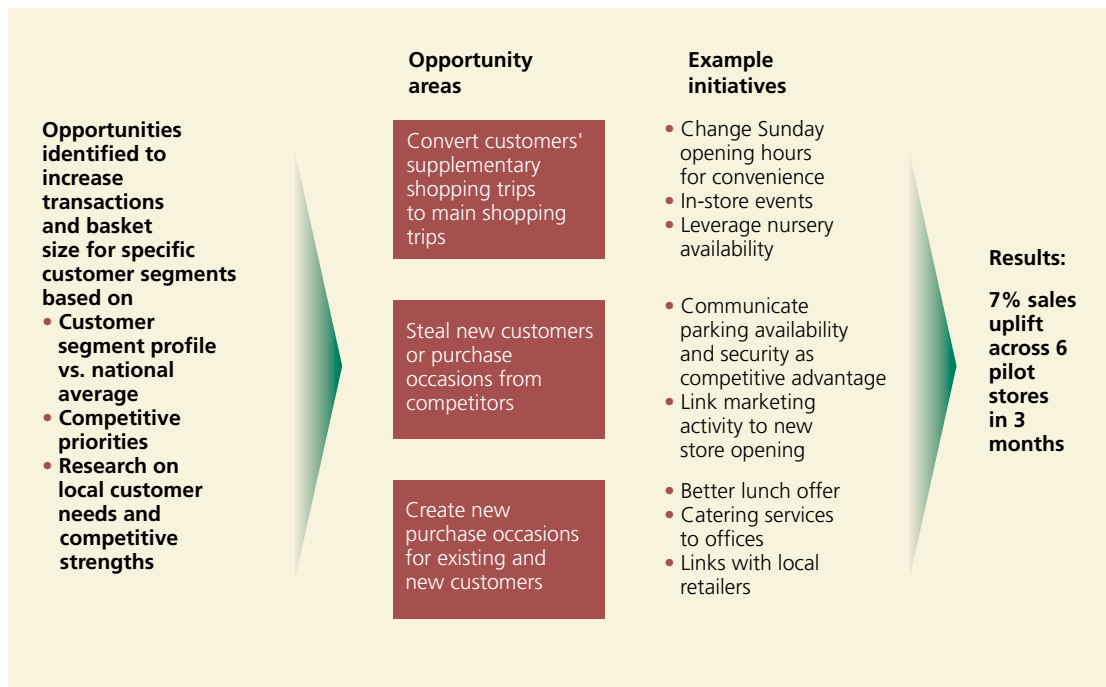 Opportunities
identified to
increase
transactions
and basket
size for specific
customer segments
based on
• Customer
segment profile
vs. national
average
• Competitive
priorities
• Research on
local customer
needs and
competitive
strengths
Opportunity
areas
Convert customers'
supplementary
shopping trips
to main shopping
trips
Steal new customers
or purchase
occasions from
competitors
Create new
purchase occasions
for existing and
new customers
Example
initiatives
• Change Sunday
opening hours
for convenience
• In-store events
• Leverage nursery
availability
• Communicate
parking availability
and security as
competitive advantage
• Link marketing
activity to new
store opening
• Better lunch offer
• Catering services
to offices
• Links with local
retailers
Results:
7% sales
uplift
across 6
pilot
stores
in 3
months